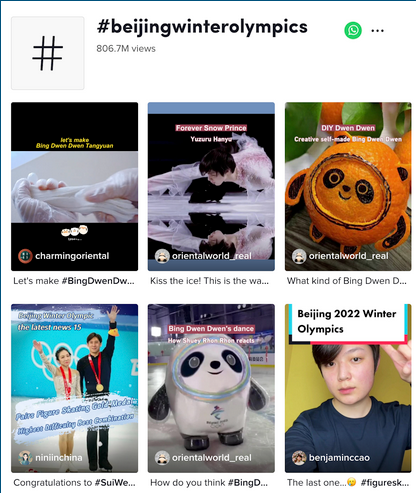 #beijingwinterolympics
806.7M views
let's make
Bing Dwen Dwen Tangyuan
charmingoriental
Let's make #BingDwenDw...
Forever Snow Prince
Yuzuru Hanyu
orientalworld_real
Kiss the ice! This is the wa...
DIY Dwen Dwen
Creative self-made Bing Dwen D...
orientalworld_real
What kind of Bing Dwen D...
Beijing Winter Olympic
the latest news 15
Pairs Figure Skating Gold Medal
Highest Difficulty Best Combination
niniinchina
Congratulations to #SuiWe...
Bing Dwen Dwen's dance
How Shuey Rhon Rhon reacts
orientalworld_real
How do you think #BingD...
Beijing 2022 Winter
Olympics
benjaminccao
The last one...😄 #figuresk...